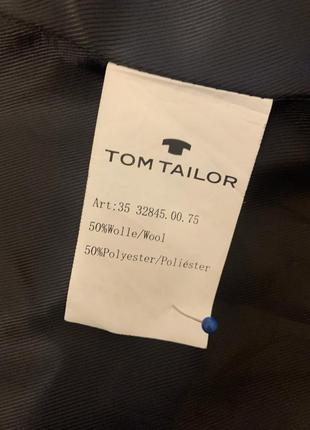 TOM TAILOR
Art:35 32845.00.75
50%Wolle/Wool
50%Polyester/Poliéster